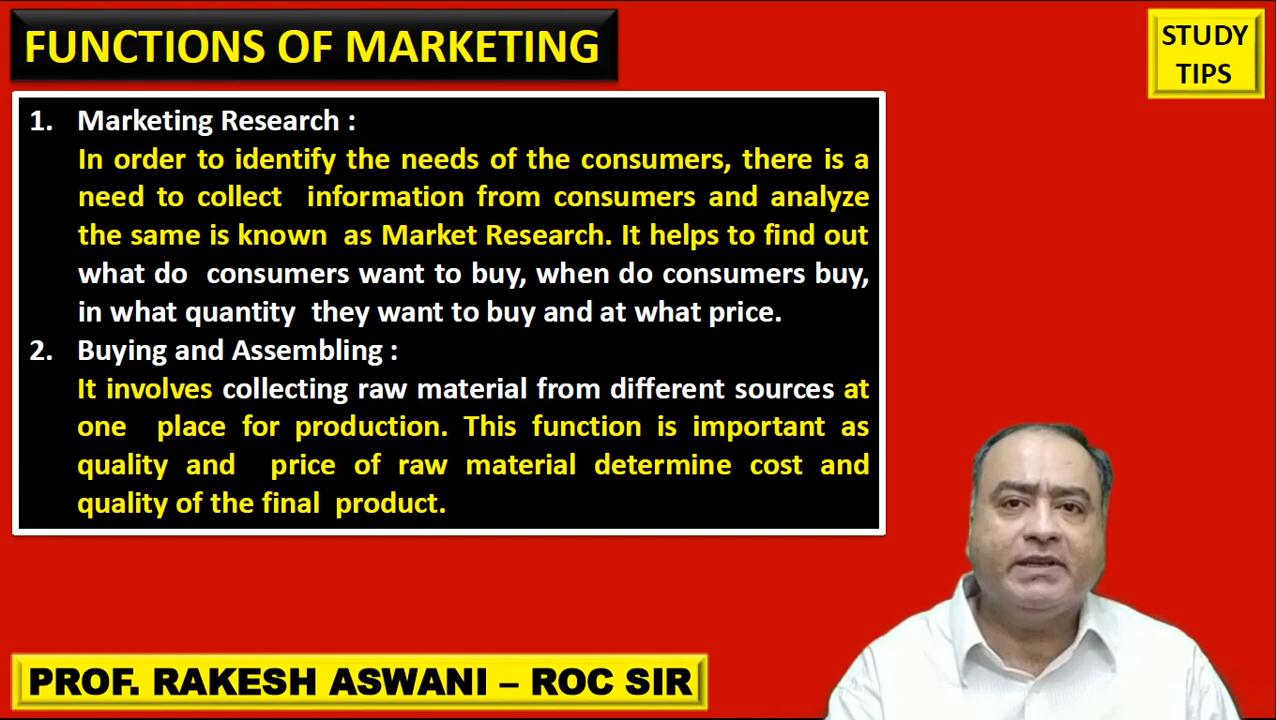 FUNCTIONS OF MARKETING
STUDY
TIPS
1. Marketing Research :
In order to identify the needs of the consumers, there is a
need to collect information from consumers and analyze
the same is known as Market Research. It helps to find out
what do consumers want to buy, when do consumers buy,
in what quantity they want to buy and at what price.
2. Buying and Assembling :
It involves collecting raw material from different sources at
one place for production. This function is important as
quality and price of raw material determine cost and
quality of the final product.
PROF. RAKESH ASWANI – ROC SIR